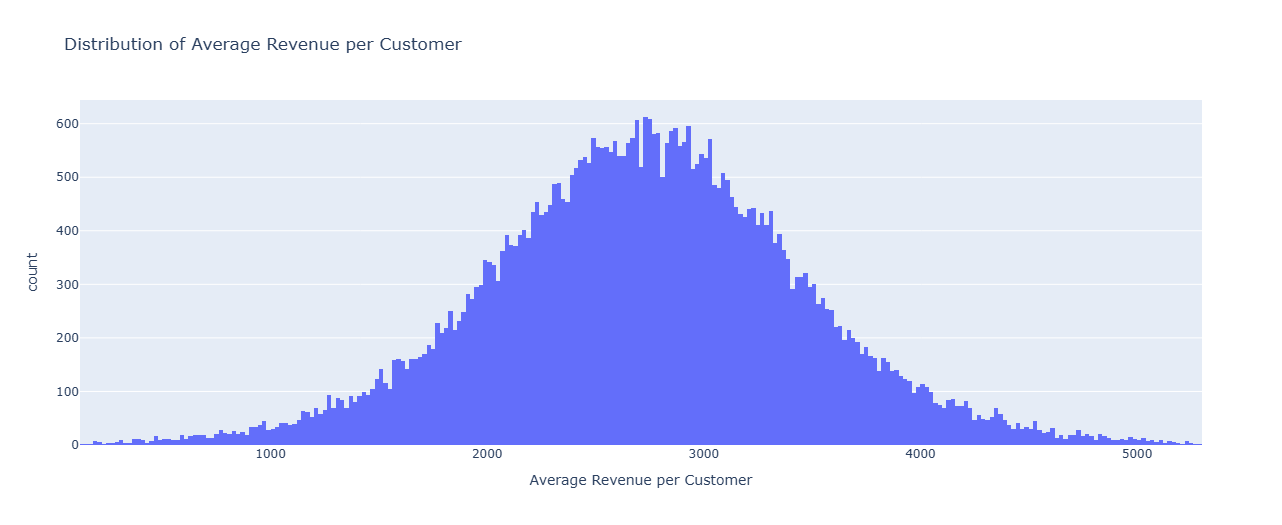 Distribution of Average Revenue per Customer
600
500
400
300
200
100
0
count
1000 2000 3000 4000 5000
Average Revenue per Customer